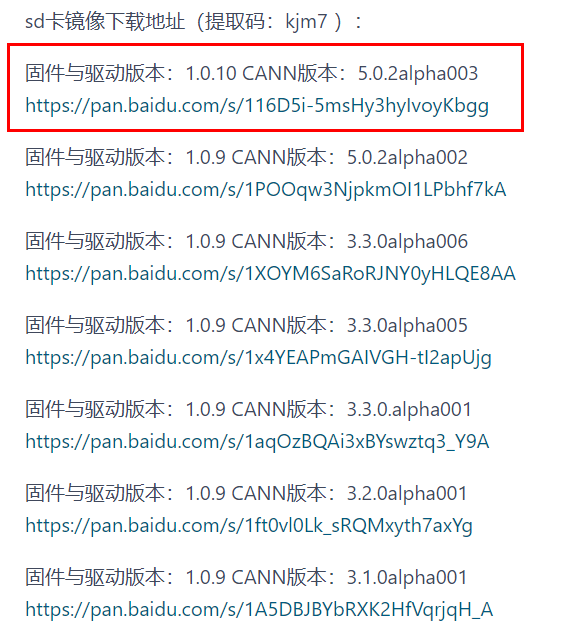 sd卡镜像下载地址（提取码：kjm7 ）：
固件与驱动版本：1.0.10 CANN版本：5.0.2alpha003
https://pan.baidu.com/s/116D5i-5msHy3hyIvoyKbgg
固件与驱动版本：1.0.9 CANN版本：5.0.2alpha002
https://pan.baidu.com/s/1POOqw3NjpkmOI1LPbhf7kA
固件与驱动版本：1.0.9 CANN版本：3.3.0alpha006
https://pan.baidu.com/s/1XOYM6SaRoRJNY0yHLQE8AA
固件与驱动版本：1.0.9 CANN版本：3.3.0alpha005
https://pan.baidu.com/s/1x4YEAPmGAIVGH-tI2apUjg
固件与驱动版本：1.0.9 CANN版本：3.3.0.alpha001
https://pan.baidu.com/s/1aqOzBQAi3xBYswztq3_Y9A
固件与驱动版本：1.0.9 CANN版本：3.2.0alpha001
https://pan.baidu.com/s/1ft0vl0Lk_sRQMxyth7axYg
固件与驱动版本：1.0.9 CANN版本：3.1.0alpha001
https://pan.baidu.com/s/1A5DBJBYbRXK2HfVqrjqH_A